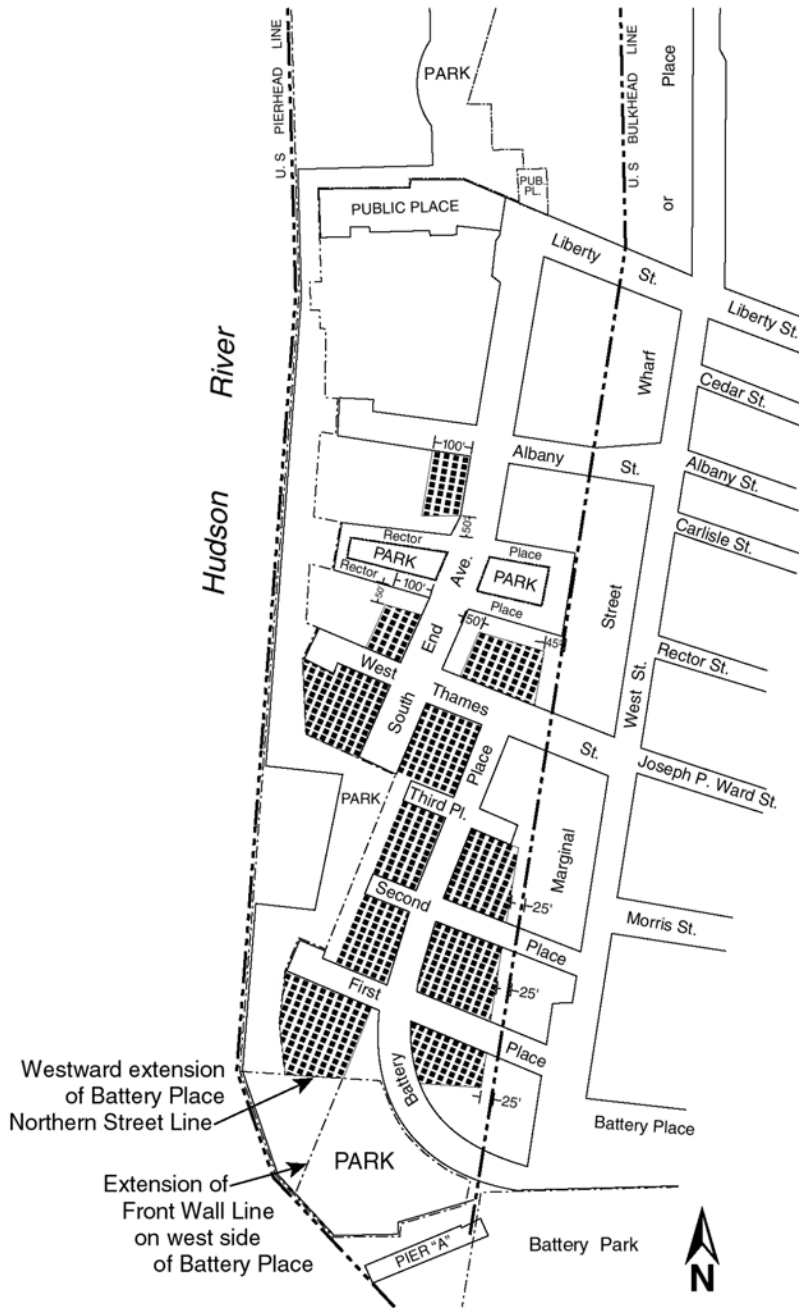 U.S PIERHEAD LINE
PARK
U.S BULKHEAD LINE
Place
or
PUB.
PL.
PUBLIC PLACE
Liberty
St.
Liberty St.
Hudson River
Wharf
Cedar St.
100'
Albany
St.
Albany St.
50'
Carlisle St.
Rector
Place
PARK
Ave.
PARK
Rector
100'
50'
Place
50'
45'
Street
End
West
Rector St.
West St.
South
Thames
St.
Place
Joseph P. Ward St.
PARK
Third Pl.
Marginal
Second
25'
Morris St.
Place
First
25'
Place
Westward extension
of Battery Place
Northern Street Line
Battery
25'
Battery Place
PARK
Extension of
Front Wall Line
on west side
of Battery Place
PIER "A"
Battery Park
N